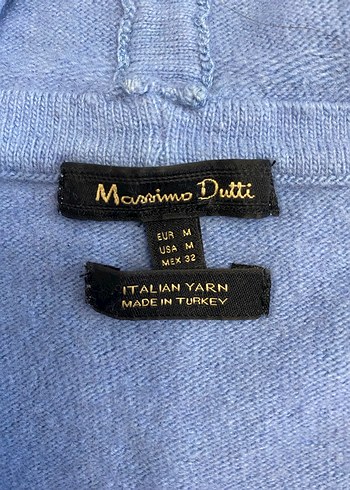 Massimo Dutti
EUR M
USA M
MEX 32
ITALIAN YARN
MADE IN TURKEY